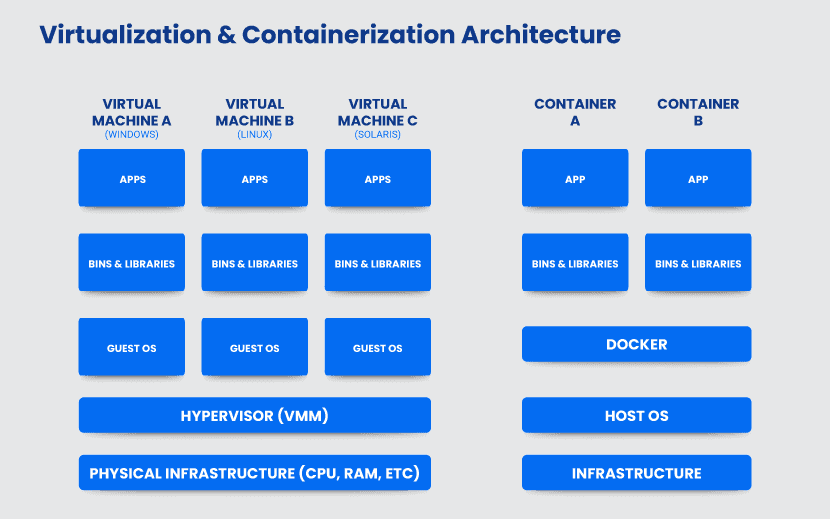 Virtualization & Containerization Architecture
VIRTUAL
MACHINE A
(WINDOWS)
VIRTUAL
MACHINE B
(LINUX)
VIRTUAL
MACHINE C
(SOLARIS)
CONTAINER
A
CONTAINER
B
APPS
APPS
APPS
APP
APP
BINS & LIBRARIES
BINS & LIBRARIES
BINS & LIBRARIES
BINS & LIBRARIES
BINS & LIBRARIES
GUEST OS
GUEST OS
GUEST OS
DOCKER
HYPERVISOR (VMM)
HOST OS
PHYSICAL INFRASTRUCTURE (CPU, RAM, ETC)
INFRASTRUCTURE